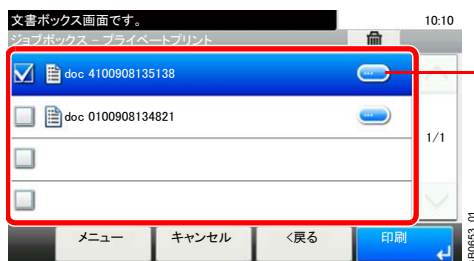 文書ボックス画面です。 10:10
ジョブボックス - プライベートプリント
doc 4100908135138
doc 0100908134821
1/1
メニュー キャンセル <戻る 印刷